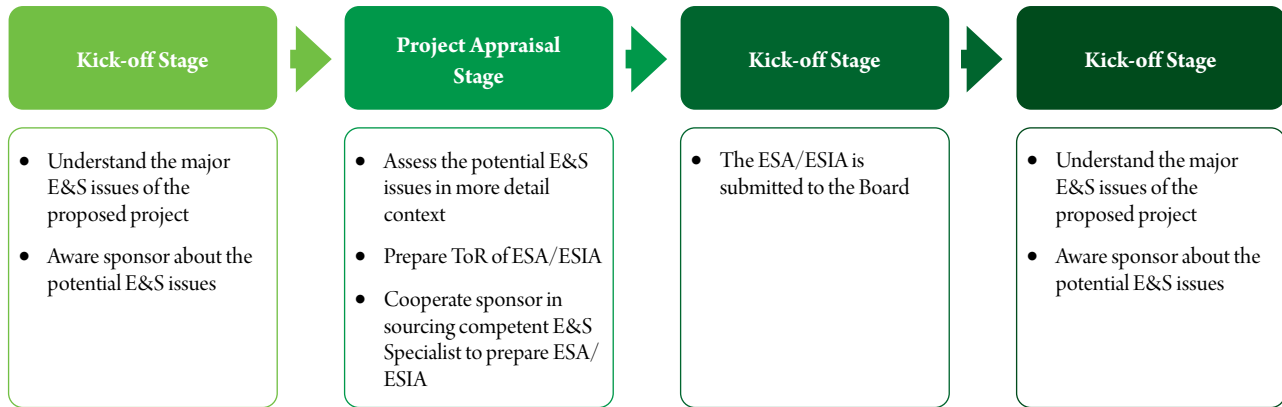 Kick-off Stage
Project Appraisal
Stage
Kick-off Stage
Kick-off Stage
• Understand the major
E&S issues of the
proposed project
• Aware sponsor about the
potential E&S issues
• Assess the potential E&S
issues in more detail
context
• Prepare ToR of ESA/ESIA
• Cooperate sponsor in
sourcing competent E&S
Specialist to prepare ESA/
ESIA
• The ESA/ESIA is
submitted to the Board
• Understand the major
E&S issues of the
proposed project
• Aware sponsor about the
potential E&S issues